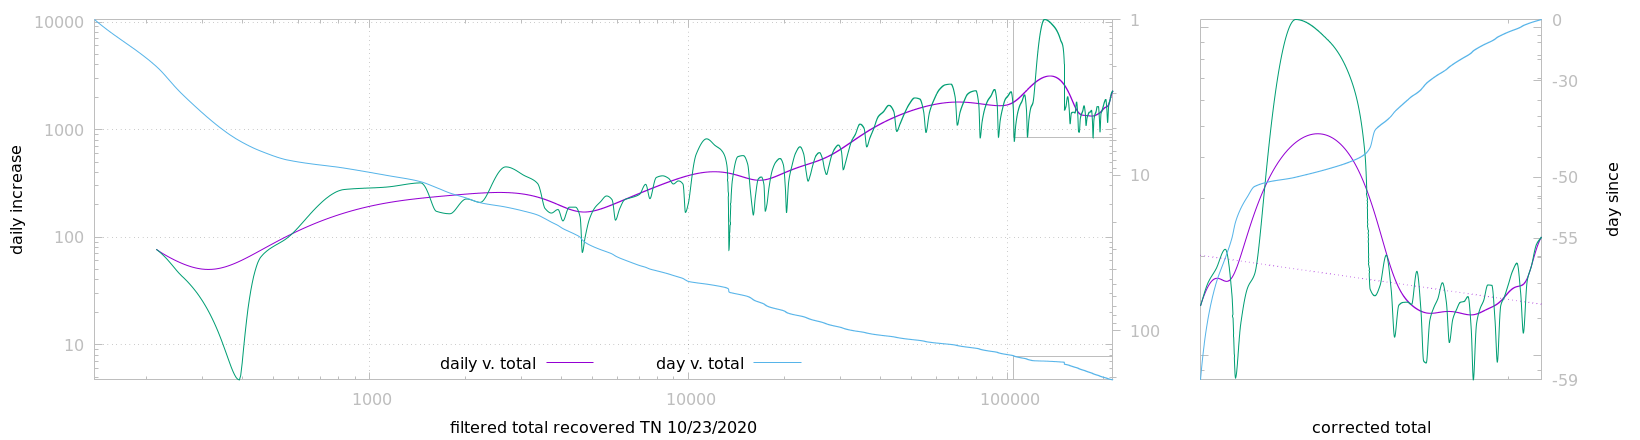 10000
1000
100
10
daily increase
1000
10000
100000
filtered total recovered TN 10/23/2020
daily v. total
day v. total
1
10
100
0
-30
-50
-55
-59
day since
corrected total